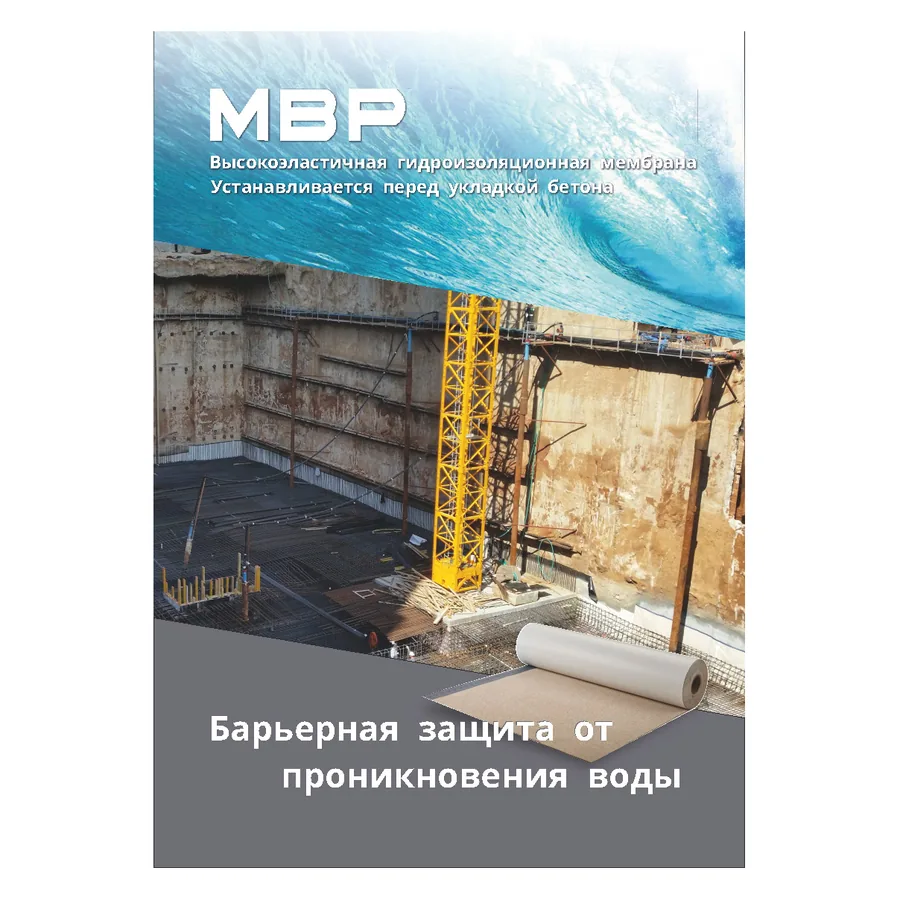 МВР
Высокоэластичная гидроизоляционная мембрана
Устанавливается перед укладкой бетона
Барьерная защита от
проникновения воды